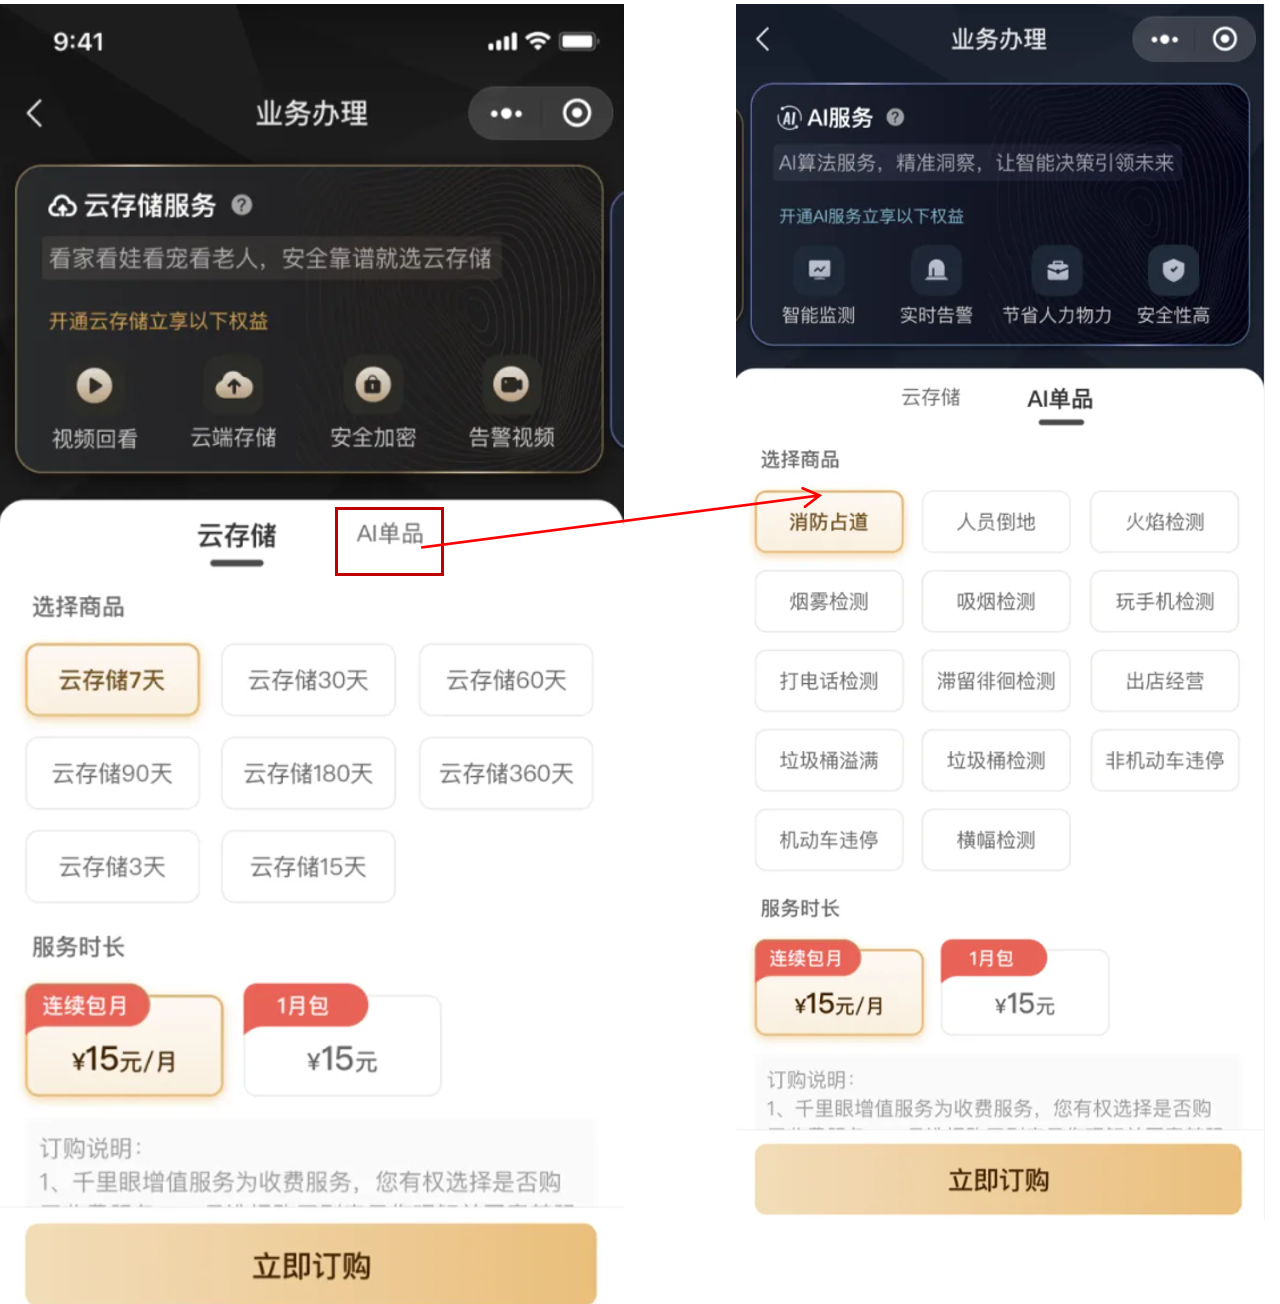 9:41
业务办理
云存储服务
看家看娃看宠看老人，安全靠谱就选云存储
开通云存储立享以下权益
视频回看 云端存储 安全加密 告警视频
云存储 AI单品
选择商品
云存储7天 云存储30天 云存储60天
云存储90天 云存储180天 云存储360天
云存储3天 云存储15天
服务时长
连续包月 1月包
¥15元/月 ¥15元
订购说明：
1、千里眼增值服务为收费服务，您有权选择是否购
立即订购
业务办理
AI AI服务
AI算法服务，精准洞察，让智能决策引领未来
开通AI服务立享以下权益
智能监测 实时告警 节省人力物力 安全性高
云存储 AI单品
选择商品
消防占道 人员倒地 火焰检测
烟雾检测 吸烟检测 玩手机检测
打电话检测 滞留徘徊检测 出店经营
垃圾桶溢满 垃圾桶检测 非机动车违停
机动车违停 横幅检测
服务时长
连续包月 1月包
¥15元/月 ¥15元
订购说明：
1、千里眼增值服务为收费服务，您有权选择是否购
立即订购